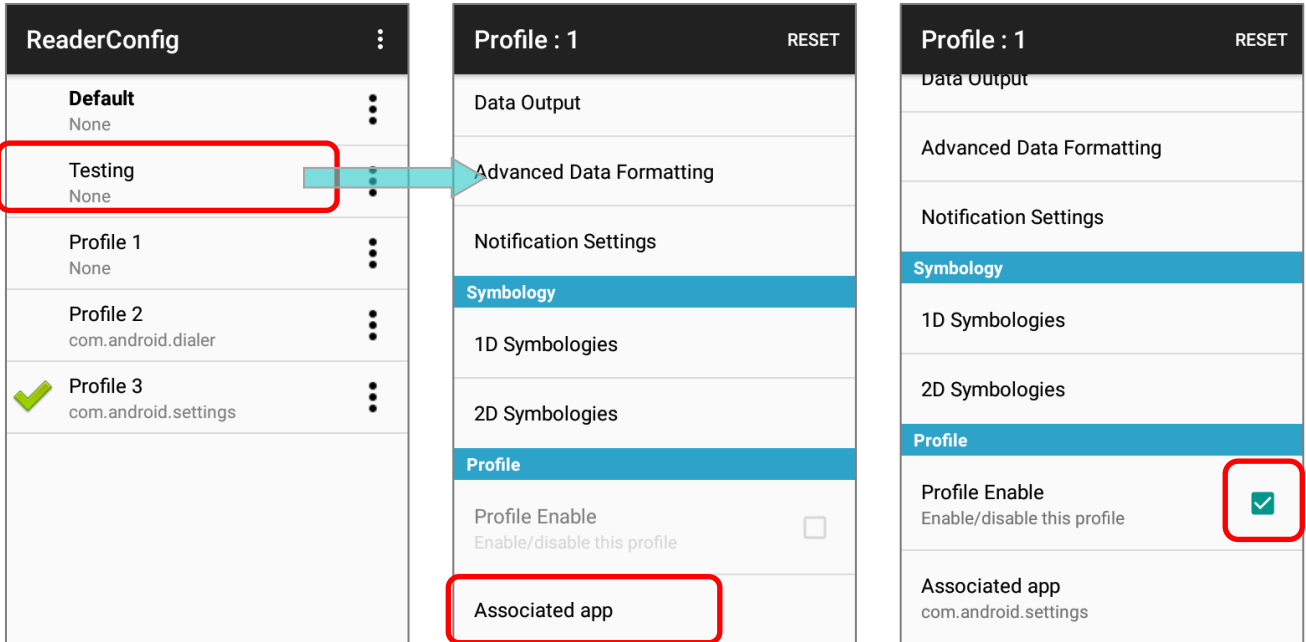 ReaderConfig
Default
None
Testing
None
Profile 1
None
Profile 2
com.android.dialer
Profile 3
com.android.settings
Profile : 1
RESET
Data Output
Advanced Data Formatting
Notification Settings
Symbology
1D Symbologies
2D Symbologies
Profile
Profile Enable
Enable/disable this profile
Associated app
Profile : 1
RESET
Data Output
Advanced Data Formatting
Notification Settings
Symbology
1D Symbologies
2D Symbologies
Profile
Profile Enable
Enable/disable this profile
Associated app
com.android.settings